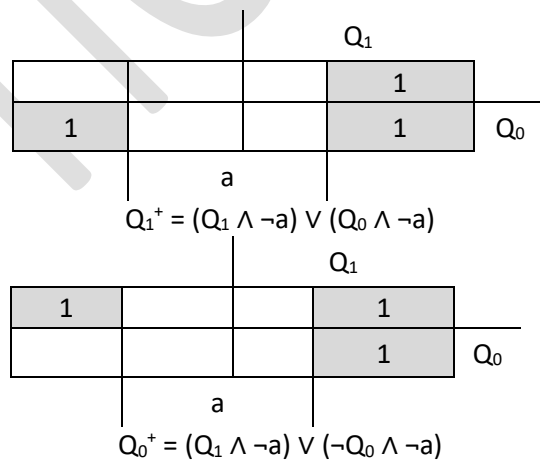 Q₁
1
1 1 Q₀
a
Q₁⁺ = (Q₁ ∧ ¬a) ∨ (Q₀ ∧ ¬a)
Q₁
1 1
1 Q₀
a
Q₀⁺ = (Q₁ ∧ ¬a) ∨ (¬Q₀ ∧ ¬a)